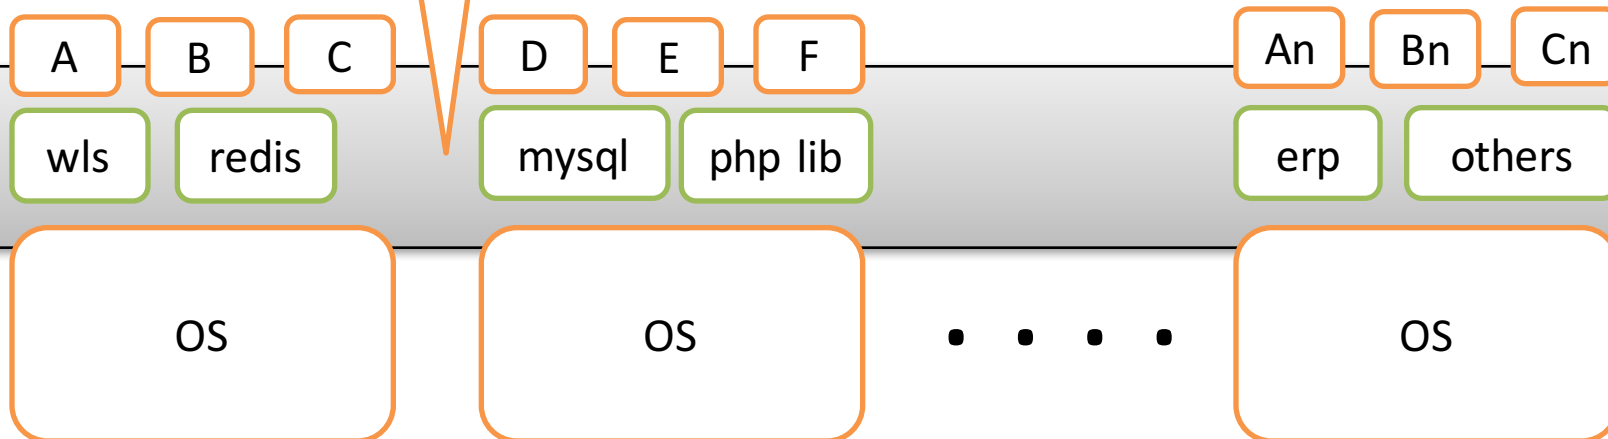 A B C D E F An Bn Cn
wls redis mysql php lib erp others
OS OS OS